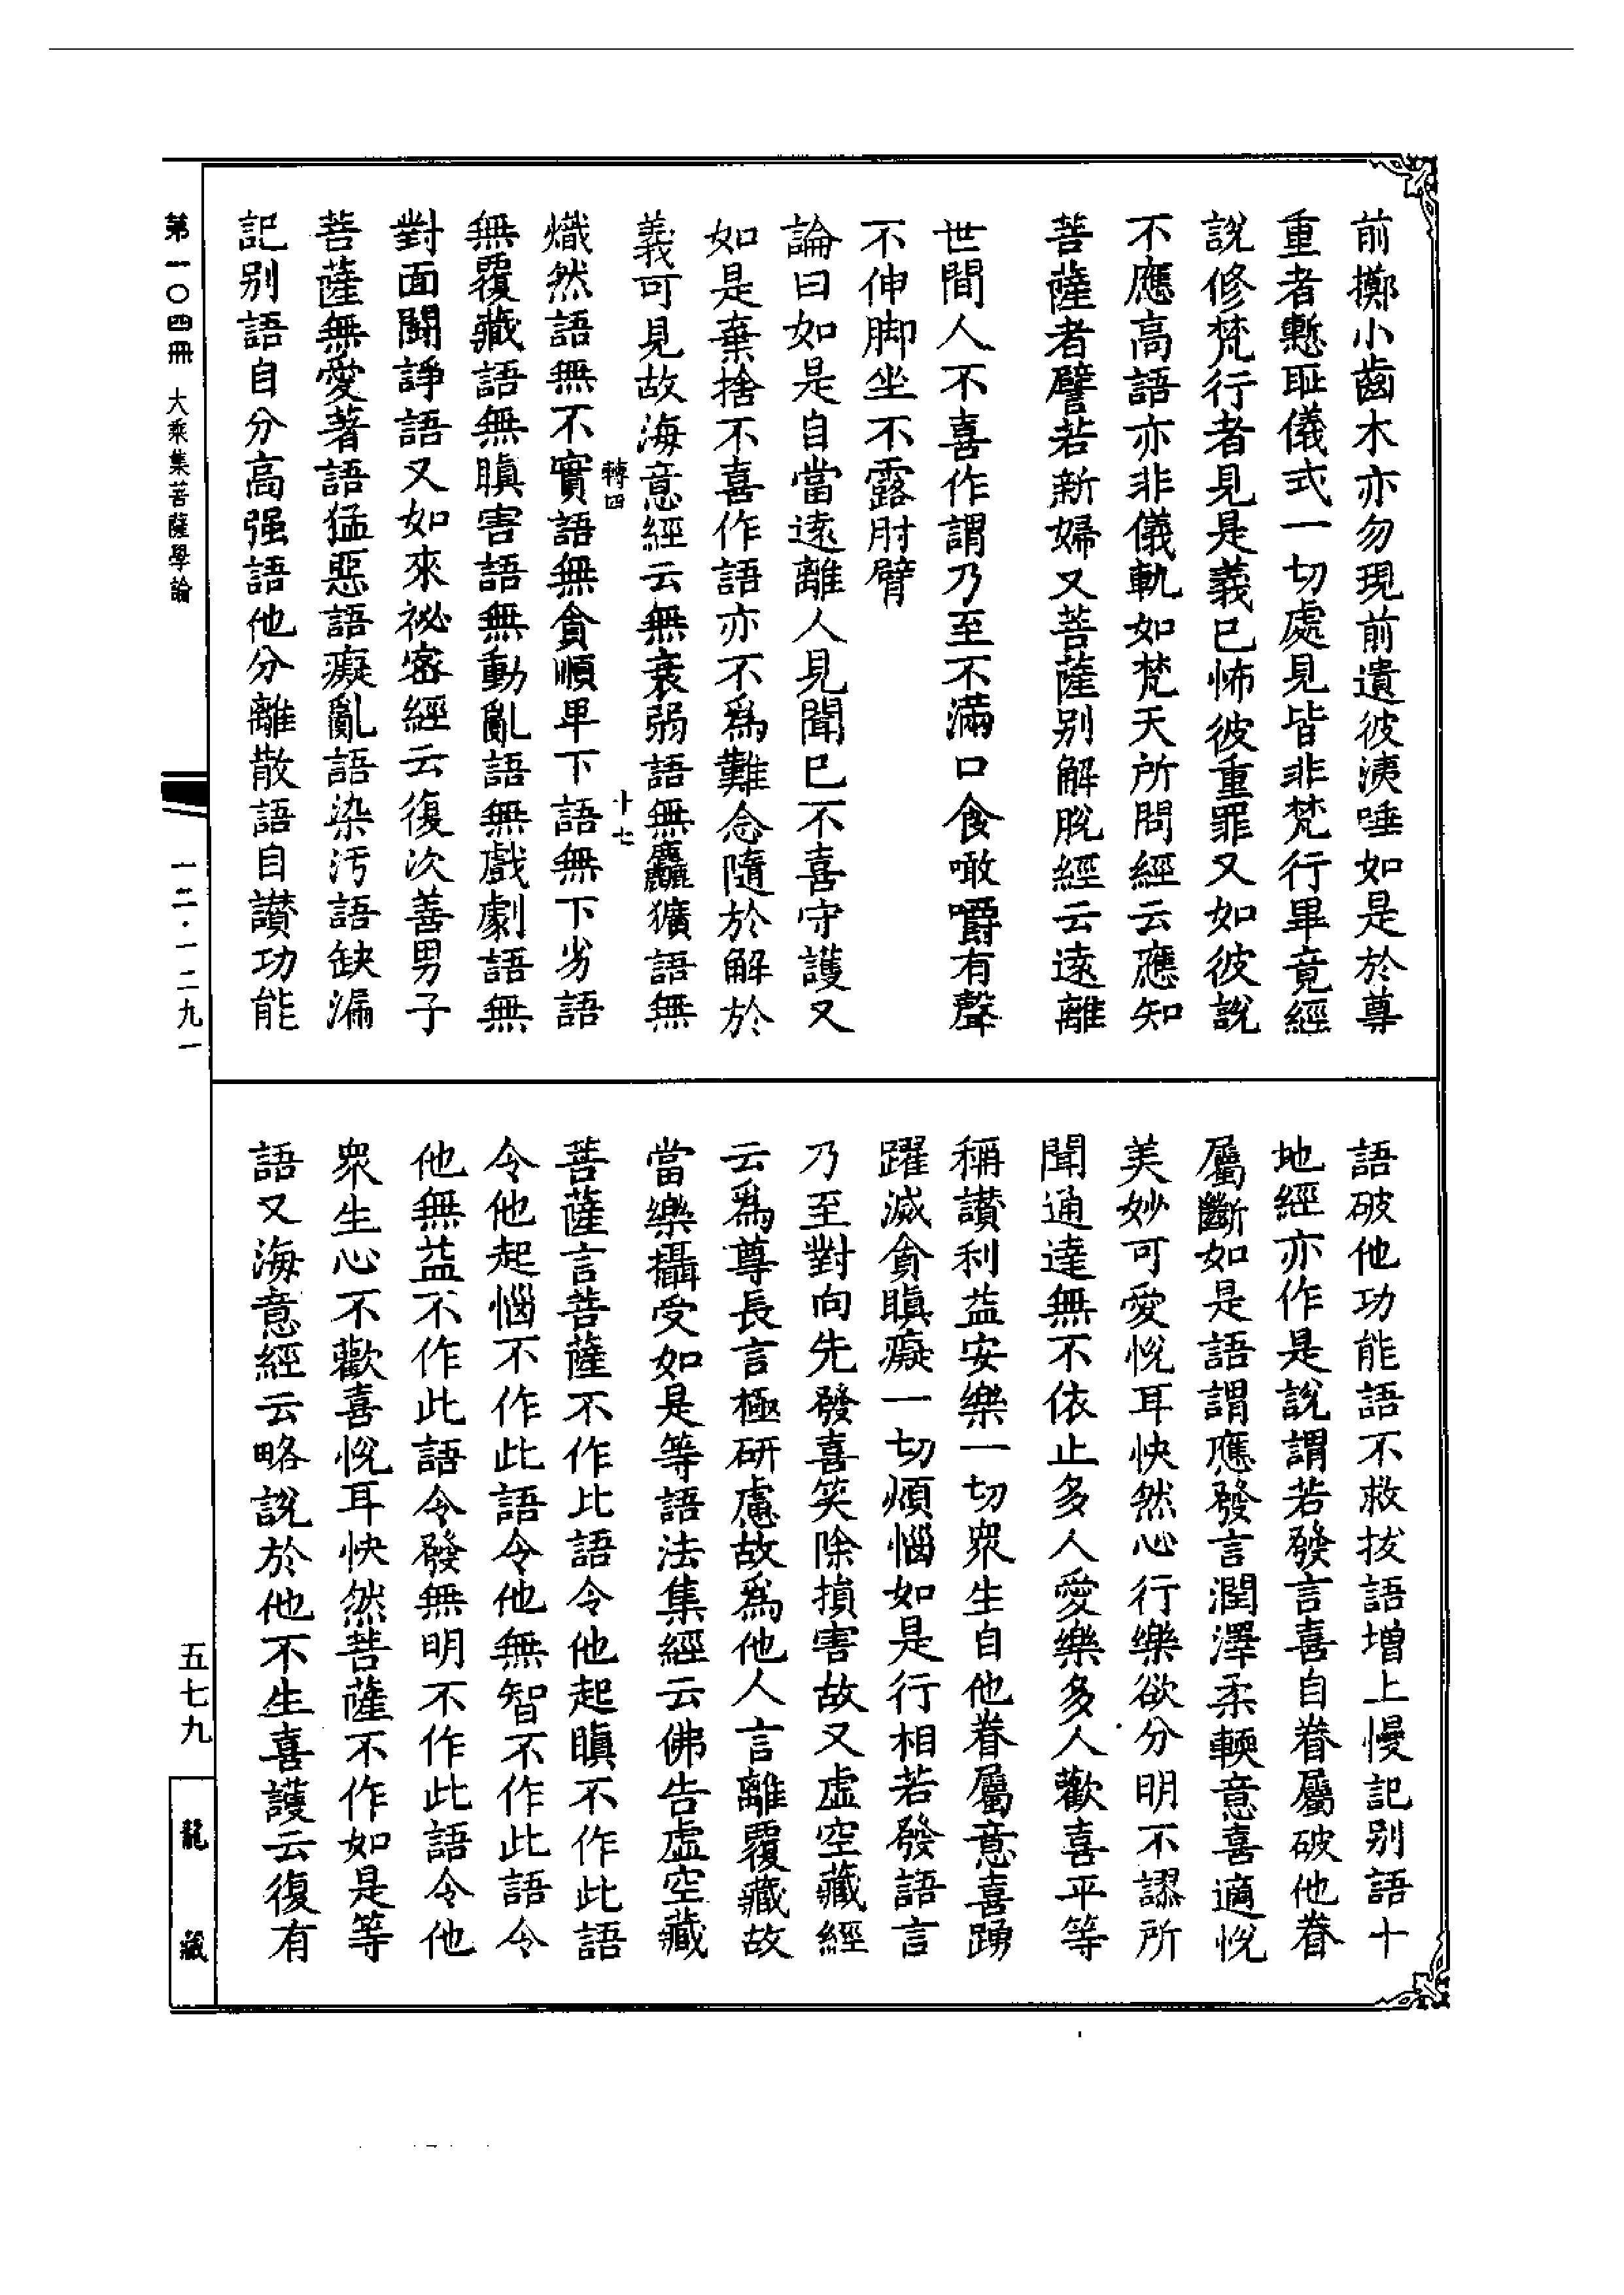 前擲小齒木亦勿現前遺彼洟唾如是於尊
重者慙耻儀式一切處見皆非梵行畢竟經
說修梵行者見是義已怖彼重罪又如彼說
不應高語亦非儀軌如梵天所問經云應知
菩薩者譬若新婦又菩薩别解脫經云遠離
世間人不喜作謂乃至不滿口食噉嚼有聲
不伸脚坐不露肘臂
論曰如是自當遠離人見聞已不喜守護又
如是棄捨不喜作語亦不爲難念隨於解於
義可見故海意經云無衰弱語無麤獷語無
轉四
十七
熾然語無不實語無貪順卑下語無下劣語
無覆藏語無瞋害語無動亂語無戲劇語無
對面鬬諍語又如來祕密經云復次善男子
菩薩無愛著語猛惡語癡亂語染汚語缺漏
記别語自分高强語他分離散語自讃功能
語破他功能語不救拔語增上慢記别語十
地經亦作是說謂若發言喜自眷屬破他眷
屬斷如是語謂應發言潤澤柔輭意喜適悅
美妙可愛悅耳快然心行樂欲分明不謬所
聞通達無不依止多人愛樂多人歡喜平等
稱讃利益安樂一切衆生自他眷屬意喜踴
躍滅貪瞋癡一切煩惱如是行相若發語言
乃至對向先發喜笑除損害故又虛空藏經
云爲尊長言極研慮故爲他人言離覆藏故
當樂攝受如是等語法集經云佛告虛空藏
菩薩言菩薩不作此語令他起瞋不作此語
令他起惱不作此語令他無智不作此語令
他無益不作此語令發無明不作此語令他
衆生心不歡喜悅耳快然菩薩不作如是等
語又海意經云略說於他不生喜護云復有
第一〇四冊 大乘集菩薩學論
一二·一二九一
五七九
龍藏